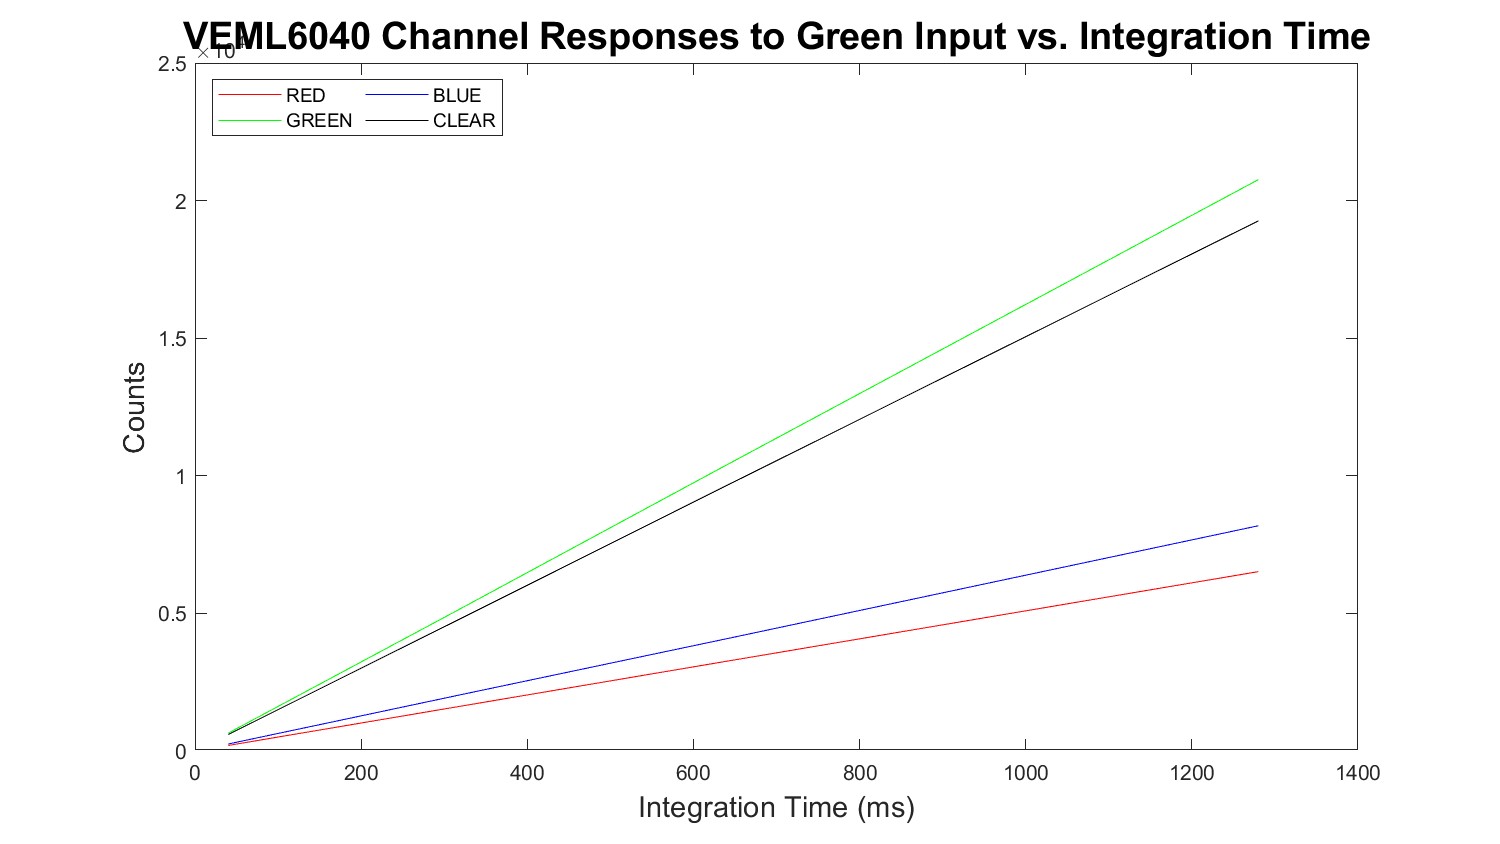 VEML6040 Channel Responses to Green Input vs. Integration Time
×10⁴
2.5
RED
BLUE
GREEN
CLEAR
2
1.5
Counts
1
0.5
0
0 200 400 600 800 1000 1200 1400
Integration Time (ms)